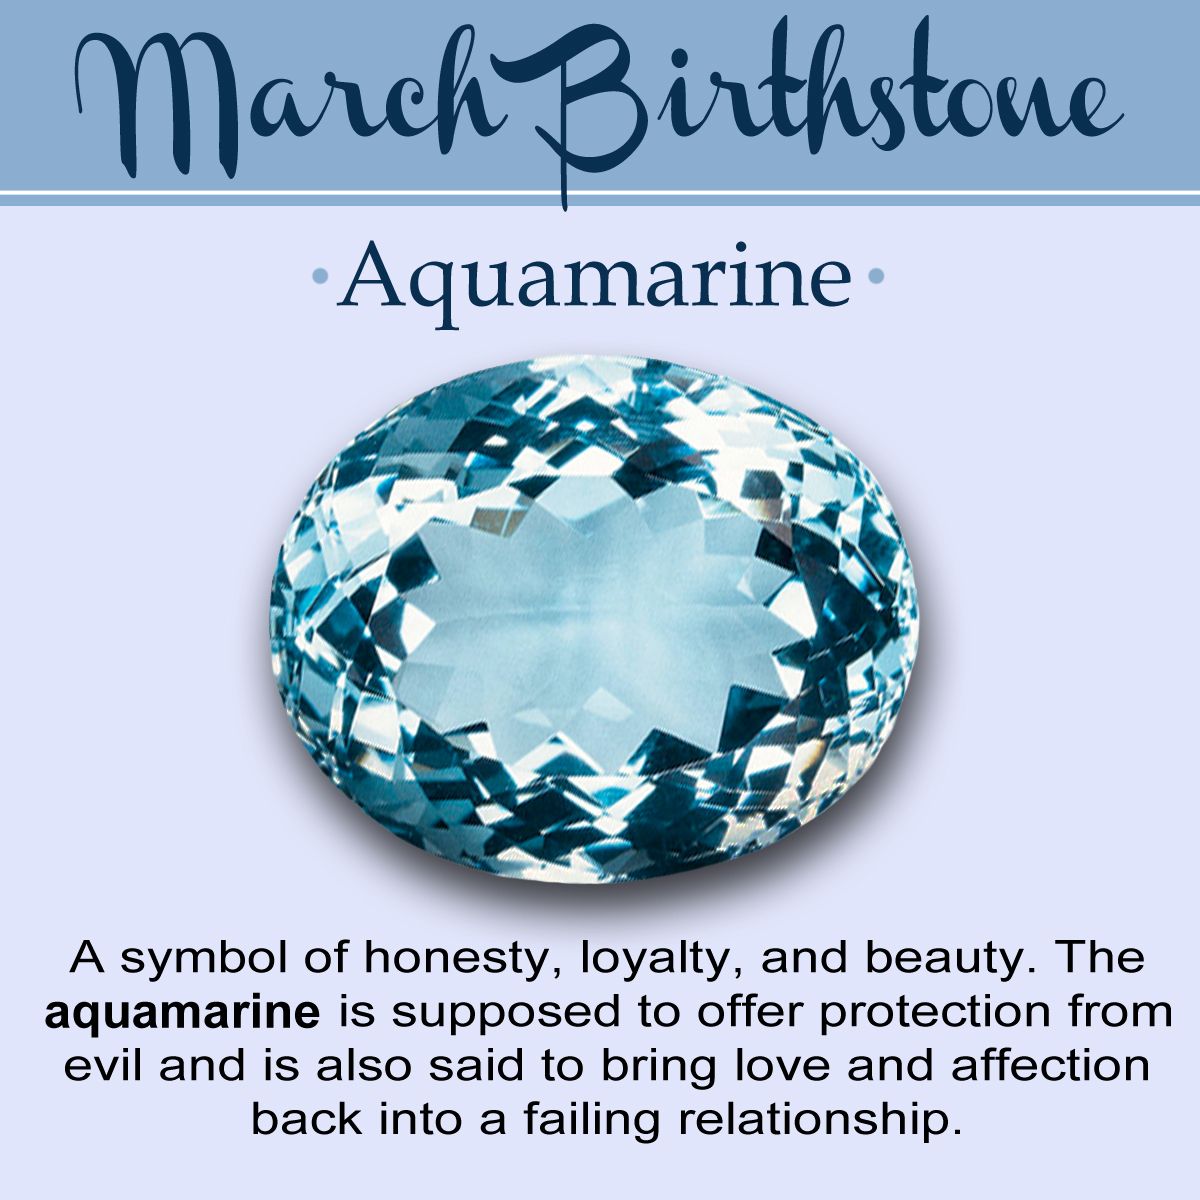 March Birthstone
• Aquamarine •
A symbol of honesty, loyalty, and beauty. The
aquamarine is supposed to offer protection from
evil and is also said to bring love and affection
back into a failing relationship.